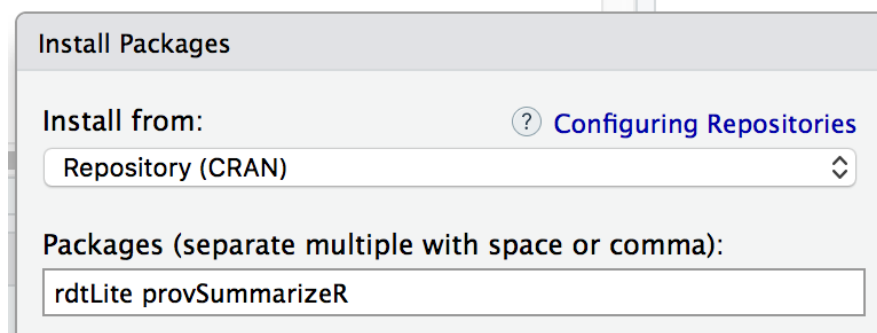 Install Packages
Install from:
? Configuring Repositories
Repository (CRAN)
Packages (separate multiple with space or comma):
rdtLite provSummarizeR